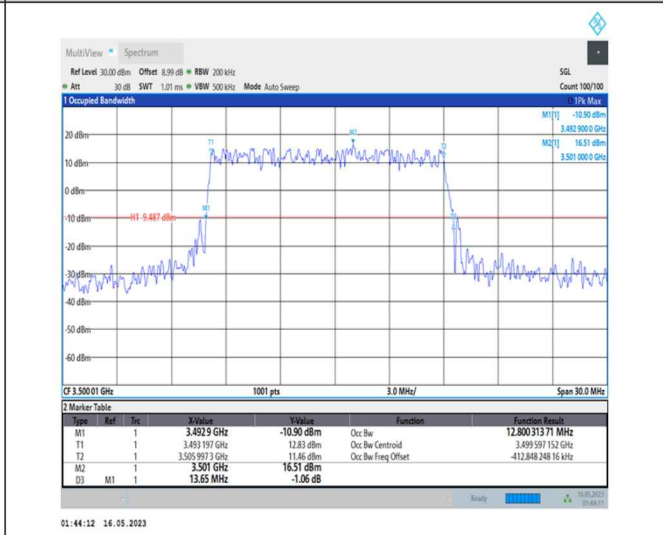 MultiView Spectrum
Ref Level 30.00 dBm Offset 8.99 dB RBW 200 kHz SGL
Att 30 dB SWT 1.01 ms VBW 500 kHz Mode Auto Sweep Count 100/100
1 Occupied Bandwidth 1Pk Max
M1[1] -10.90 dBm
3.492 900 0 GHz
M2[1] 16.51 dBm
3.501 000 0 GHz
20 dBm
M2
T1
T2
10 dBm
0 dBm
M1
D3
-10 dBm H1 -9.487 dBm
-20 dBm
-30 dBm
-40 dBm
-50 dBm
-60 dBm
CF 3.500 01 GHz 1001 pts 3.0 MHz/ Span 30.0 MHz
2 Marker Table
Type Ref Trc X-Value Y-Value Function Function Result
M1 1 3.492 9 GHz -10.90 dBm Occ Bw 12.800 313 71 MHz
T1 1 3.493 197 GHz 12.83 dBm Occ Bw Centroid 3.499 597 152 GHz
T2 1 3.505 997 3 GHz 11.46 dBm Occ Bw Freq Offset -412.848 248 16 kHz
M2 1 3.501 GHz 16.51 dBm
D3 M1 1 13.65 MHz -1.06 dB
Ready 16.05.2023
01:44:11
01:44:12 16.05.2023